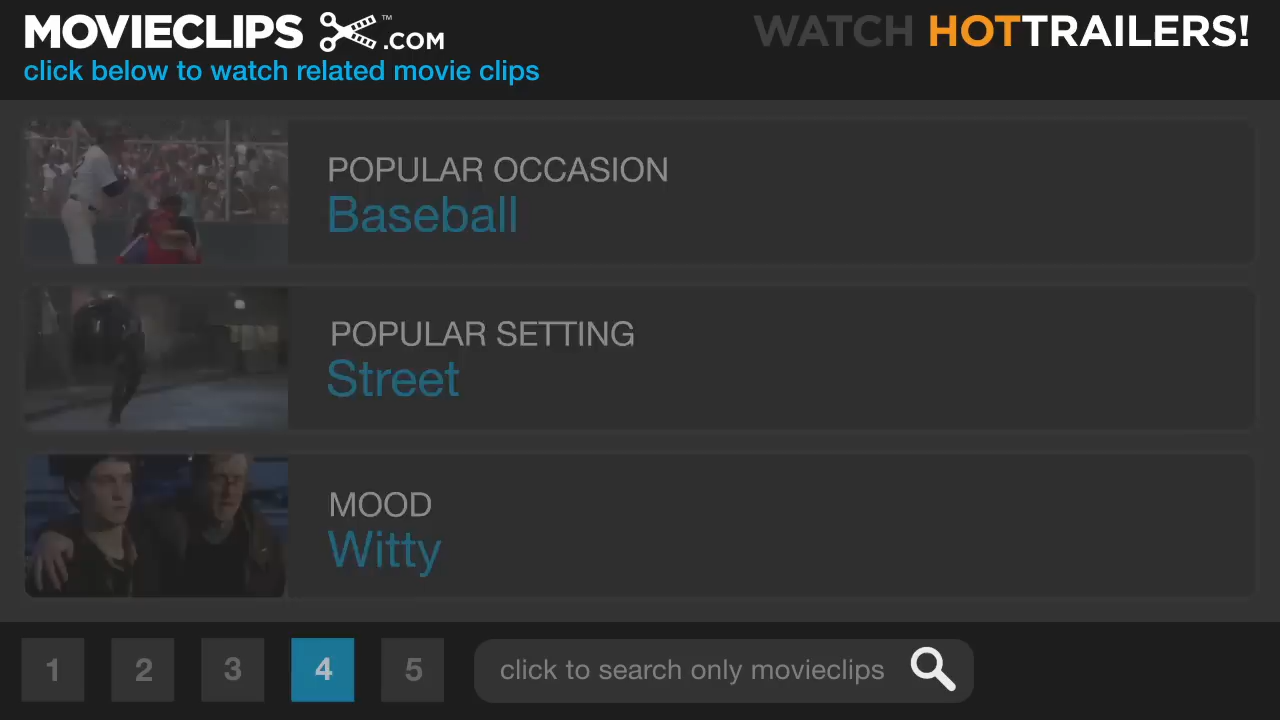 MOVIECLIPS ™ .COM
WATCH HOTTRAILERS!
click below to watch related movie clips
POPULAR OCCASION
Baseball
POPULAR SETTING
Street
MOOD
Witty
1 2 3 4 5
click to search only movieclips